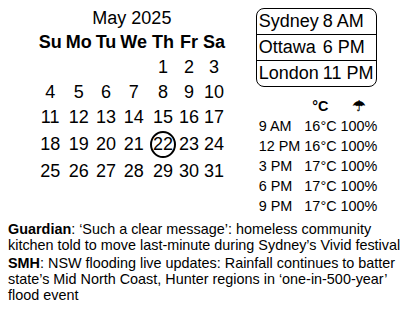 May 2025
Su Mo Tu We Th Fr Sa
1 2 3
4 5 6 7 8 9 10
11 12 13 14 15 16 17
18 19 20 21 22 23 24
25 26 27 28 29 30 31
Sydney 8 AM
Ottawa 6 PM
London 11 PM
°C ☂
9 AM 16°C 100%
12 PM 16°C 100%
3 PM 17°C 100%
6 PM 17°C 100%
9 PM 17°C 100%
Guardian: ‘Such a clear message’: homeless community
kitchen told to move last-minute during Sydney’s Vivid festival
SMH: NSW flooding live updates: Rainfall continues to batter
state’s Mid North Coast, Hunter regions in ‘one-in-500-year’
flood event